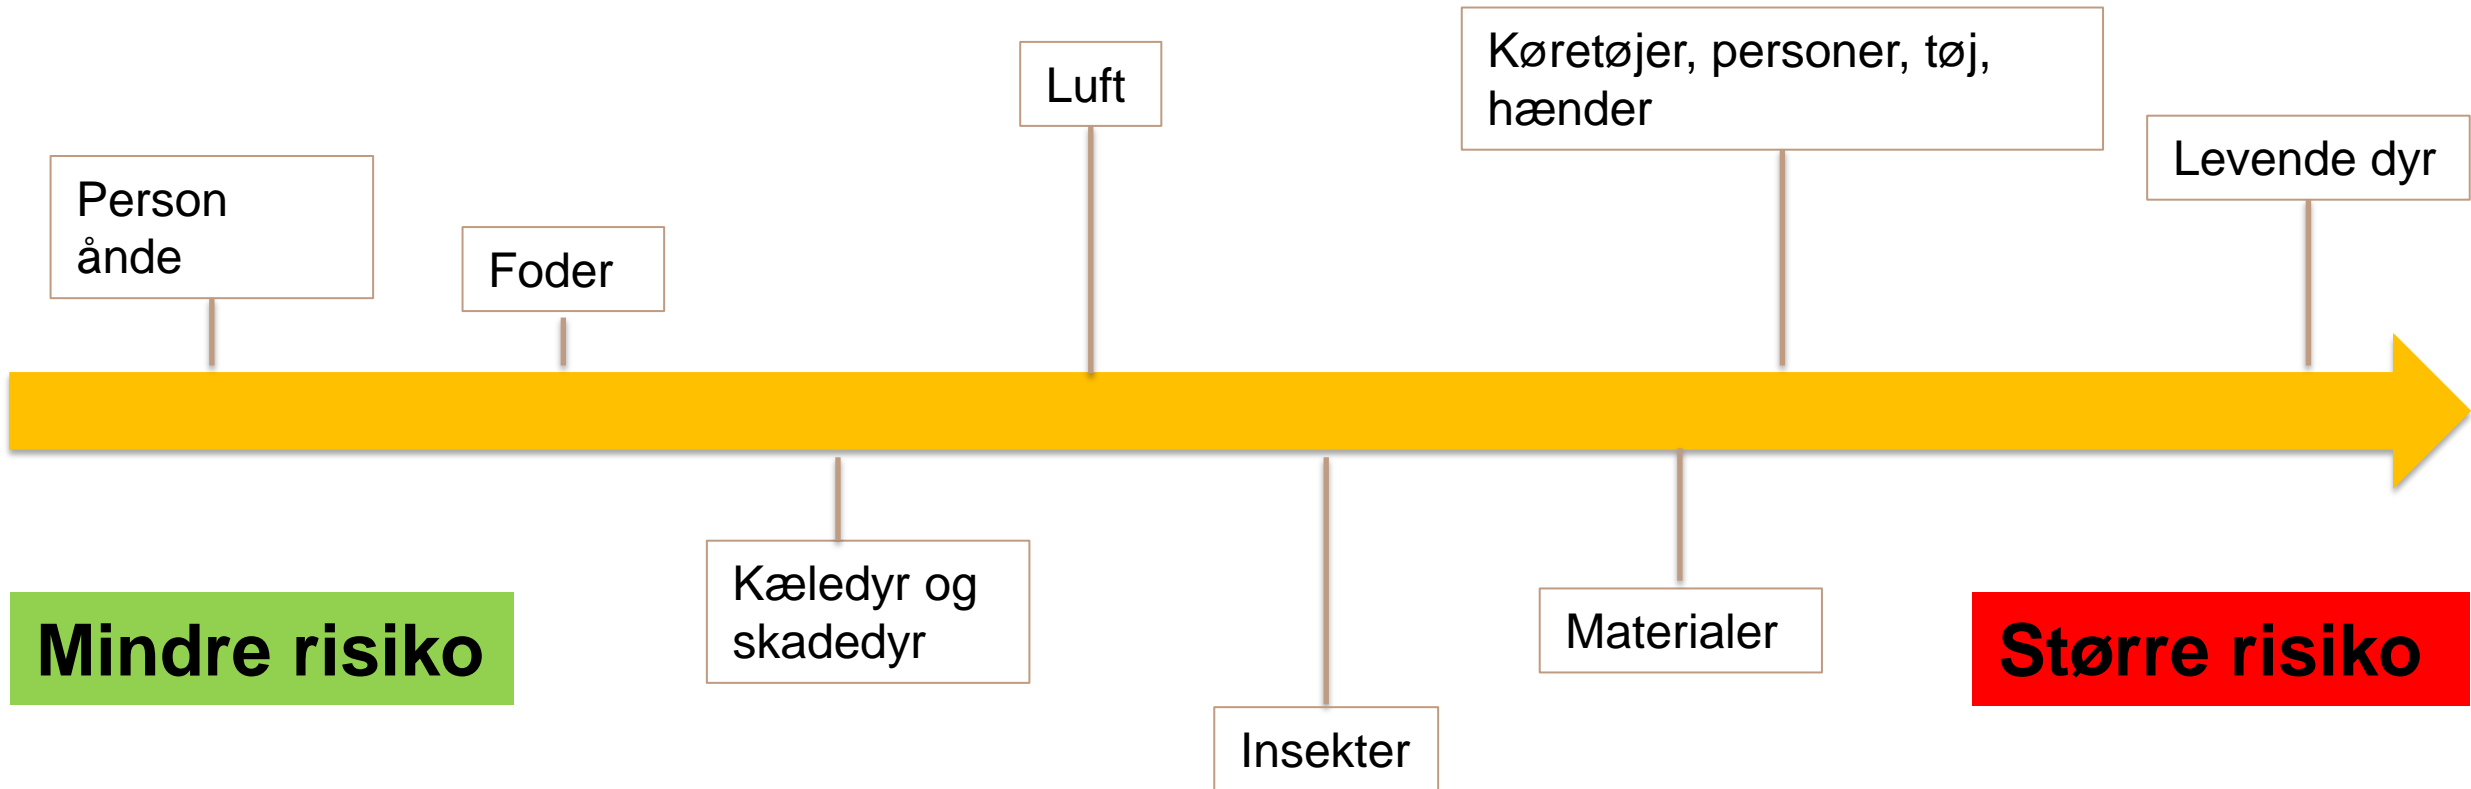 Luft
Køretøjer, personer, tøj,
hænder
Levende dyr
Person
ånde
Foder
Kæledyr og
skadedyr
Materialer
Insekter
Mindre risiko
Større risiko